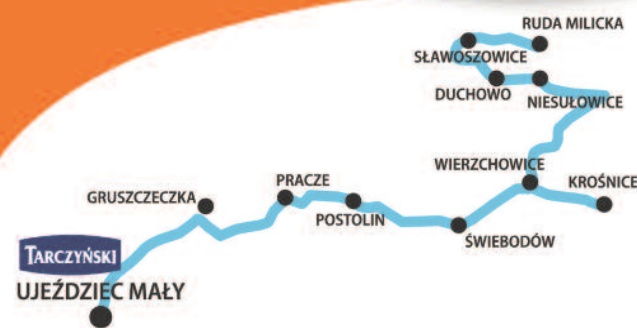 RUDA MILICKA
SŁAWOSZOWICE
DUCHOWO
NIESUŁOWICE
WIERZCHOWICE
KROŚNICE
PRACZE
GRUSZCZECZKA
POSTOLIN
ŚWIEBODÓW
TARCZYŃSKI
UJEŹDZIEC MAŁY